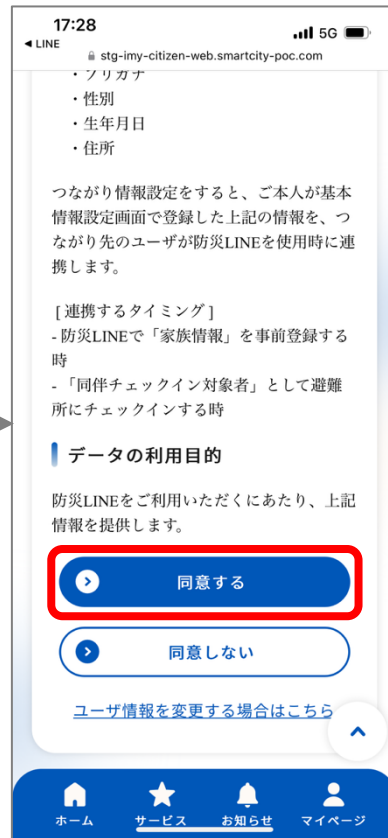 17:28
5G
◀ LINE
stg-imy-citizen-web.smartcity-poc.com
・フリガナ
・性別
・生年月日
・住所
つながり情報設定をすると、ご本人が基本
情報設定画面で登録した上記の情報を、つ
ながり先のユーザが防災LINEを使用時に連
携します。
[ 連携するタイミング ]
- 防災LINEで「家族情報」を事前登録する
時
- 「同伴チェックイン対象者」として避難
所にチェックインする時
データの利用目的
防災LINEをご利用いただくにあたり、上記
情報を提供します。
同意する
同意しない
ユーザ情報を変更する場合はこちら
ホーム サービス お知らせ マイページ